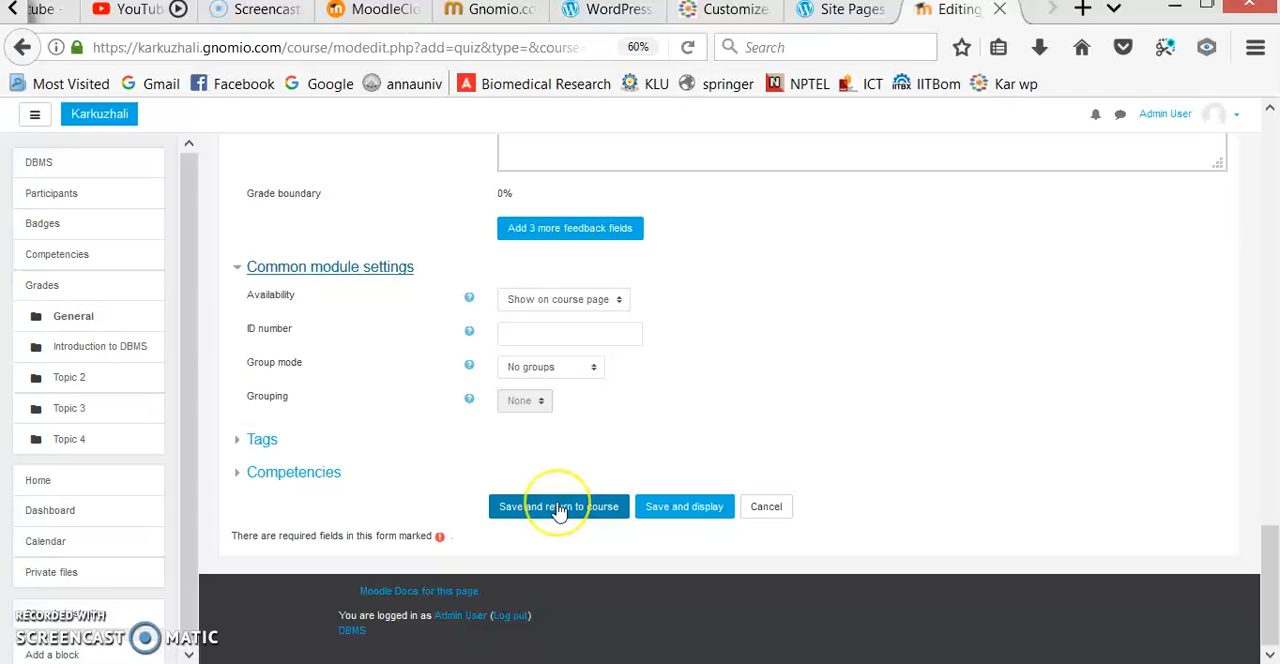 tube - YouTub Screencast MoodleClo Gnomio.co WordPress Customize. Site Pages Editing
https://karkuzhali.gnomio.com/course/modedit.php?add=quiz&type=&course= 60% Search
Most Visited Gmail Facebook Google annauniv Biomedical Research KLU springer NPTEL ICT IITBom Kar wp
Karkuzhali Admin User
DBMS
Participants
Badges
Competencies
Grades
General
Introduction to DBMS
Topic 2
Topic 3
Topic 4
Home
Dashboard
Calendar
Private files
Add a block
Grade boundary 0%
Add 3 more feedback fields
Common module settings
Availability Show on course page
ID number
Group mode No groups
Grouping None
Tags
Competencies
Save and return to course Save and display Cancel
There are required fields in this form marked .
Moodle Docs for this page
You are logged in as Admin User (Log out)
DBMS
RECORDED WITH
SCREENCAST MATIC